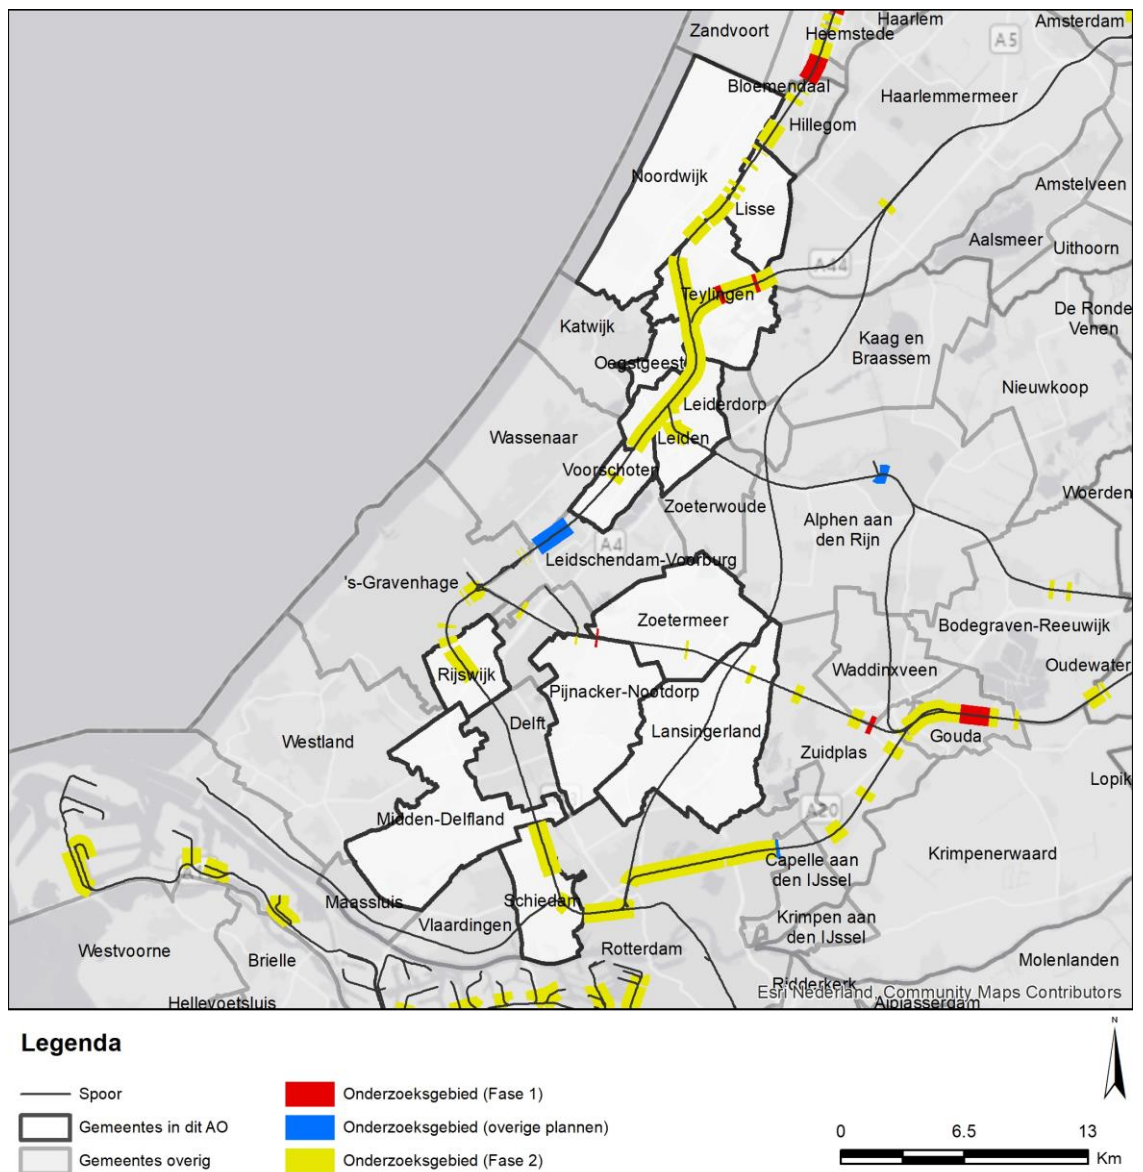 Zandvoort
Haarlem
Heemstede
Amsterdam
A5
Bloemendaal
Haarlemmermeer
Hillegom
Noordwijk
Amstelveen
Lisse
Aalsmeer
Uithoorn
A44
Teylingen
De Ronde
Venen
Katwijk
Kaag en
Braassem
Oegstgeest
Nieuwkoop
Leiderdorp
Wassenaar
Leiden
Voorschoten
Woerden
Zoeterwoude
Alphen aan
den Rijn
A4
Leidschendam-Voorburg
's-Gravenhage
Zoetermeer
Bodegraven-Reeuwijk
Waddinxveen
Oudewater
Rijswijk
Pijnacker-Nootdorp
Delft
Lansingerland
Gouda
Westland
Zuidplas
Lopik
A20
Midden-Delfland
Krimpenerwaard
Capelle aan
den IJssel
Maassluis
Schiedam
Vlaardingen
Krimpen aan
den IJssel
Westvoorne
Rotterdam
Brielle
Molenlanden
Ridderkerk
Hellevoetsluis
Esri Nederland, Community Maps Contributors
Alblasserdam
Legenda
N
Spoor
Onderzoeksgebied (Fase 1)
Gemeentes in dit AO
Onderzoeksgebied (overige plannen)
0 6.5 13
Gemeentes overig
Onderzoeksgebied (Fase 2)
Km